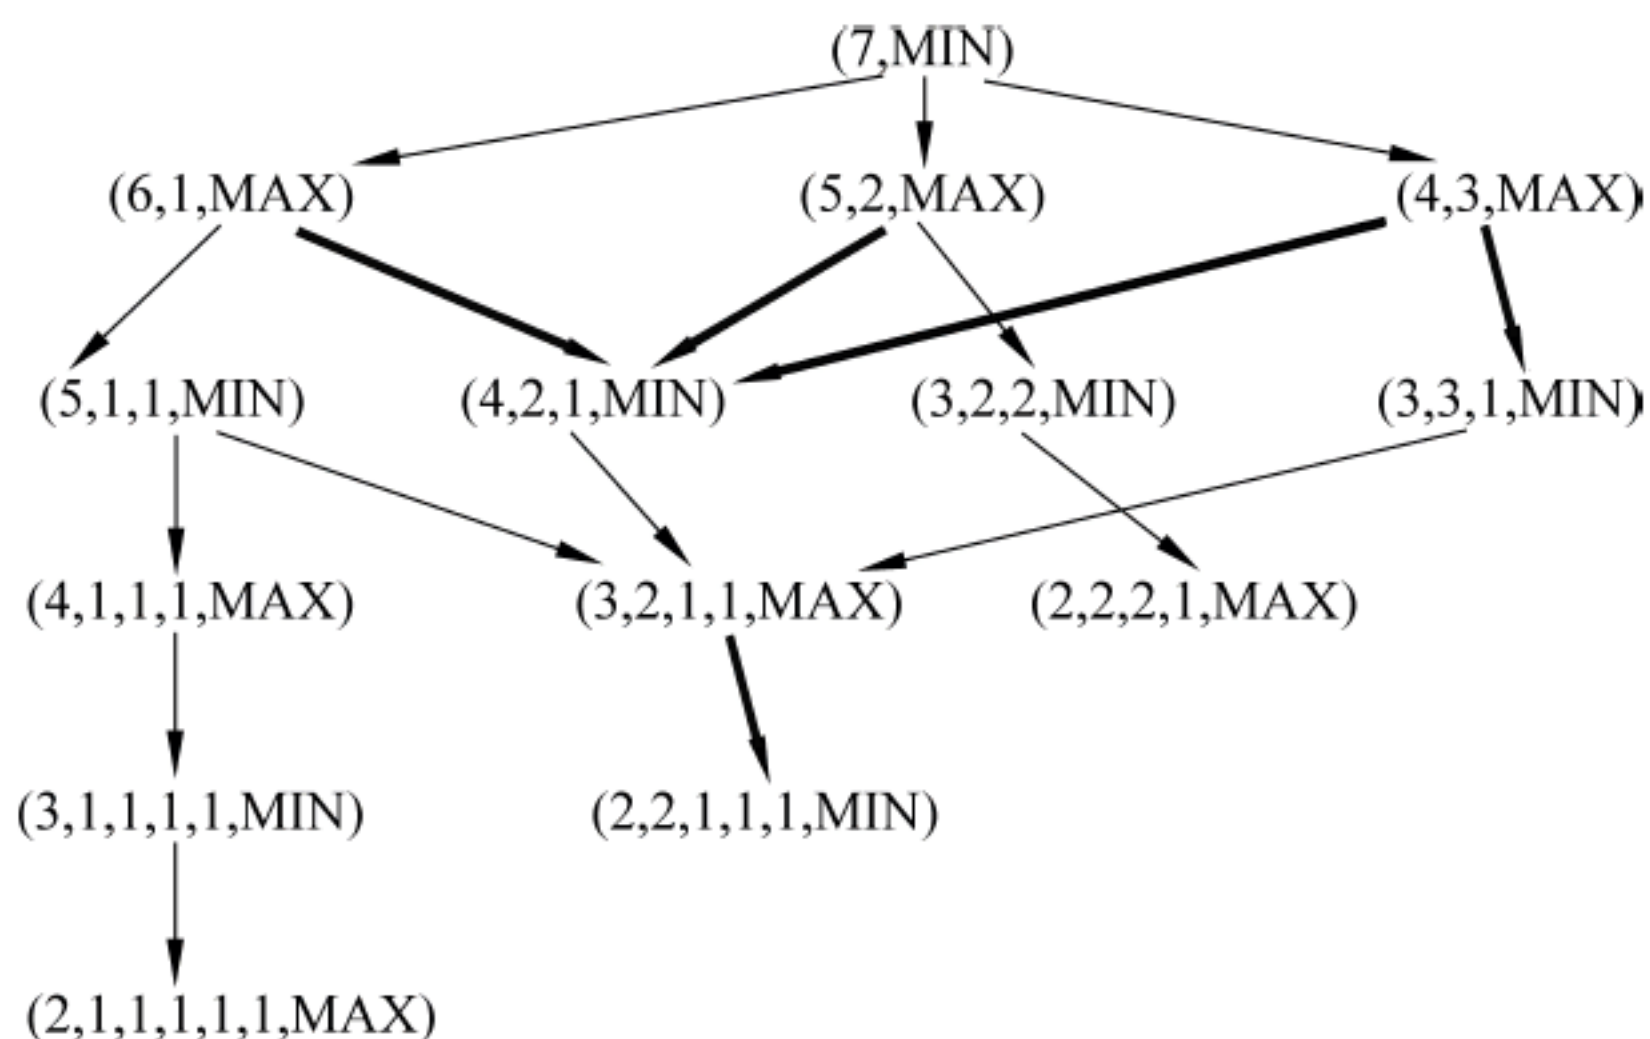 (7,MIN)
(6,1,MAX)
(5,2,MAX)
(4,3,MAX)
(5,1,1,MIN)
(4,2,1,MIN)
(3,2,2,MIN)
(3,3,1,MIN)
(4,1,1,1,MAX)
(3,2,1,1,MAX)
(2,2,2,1,MAX)
(3,1,1,1,1,MIN)
(2,2,1,1,1,MIN)
(2,1,1,1,1,1,MAX)